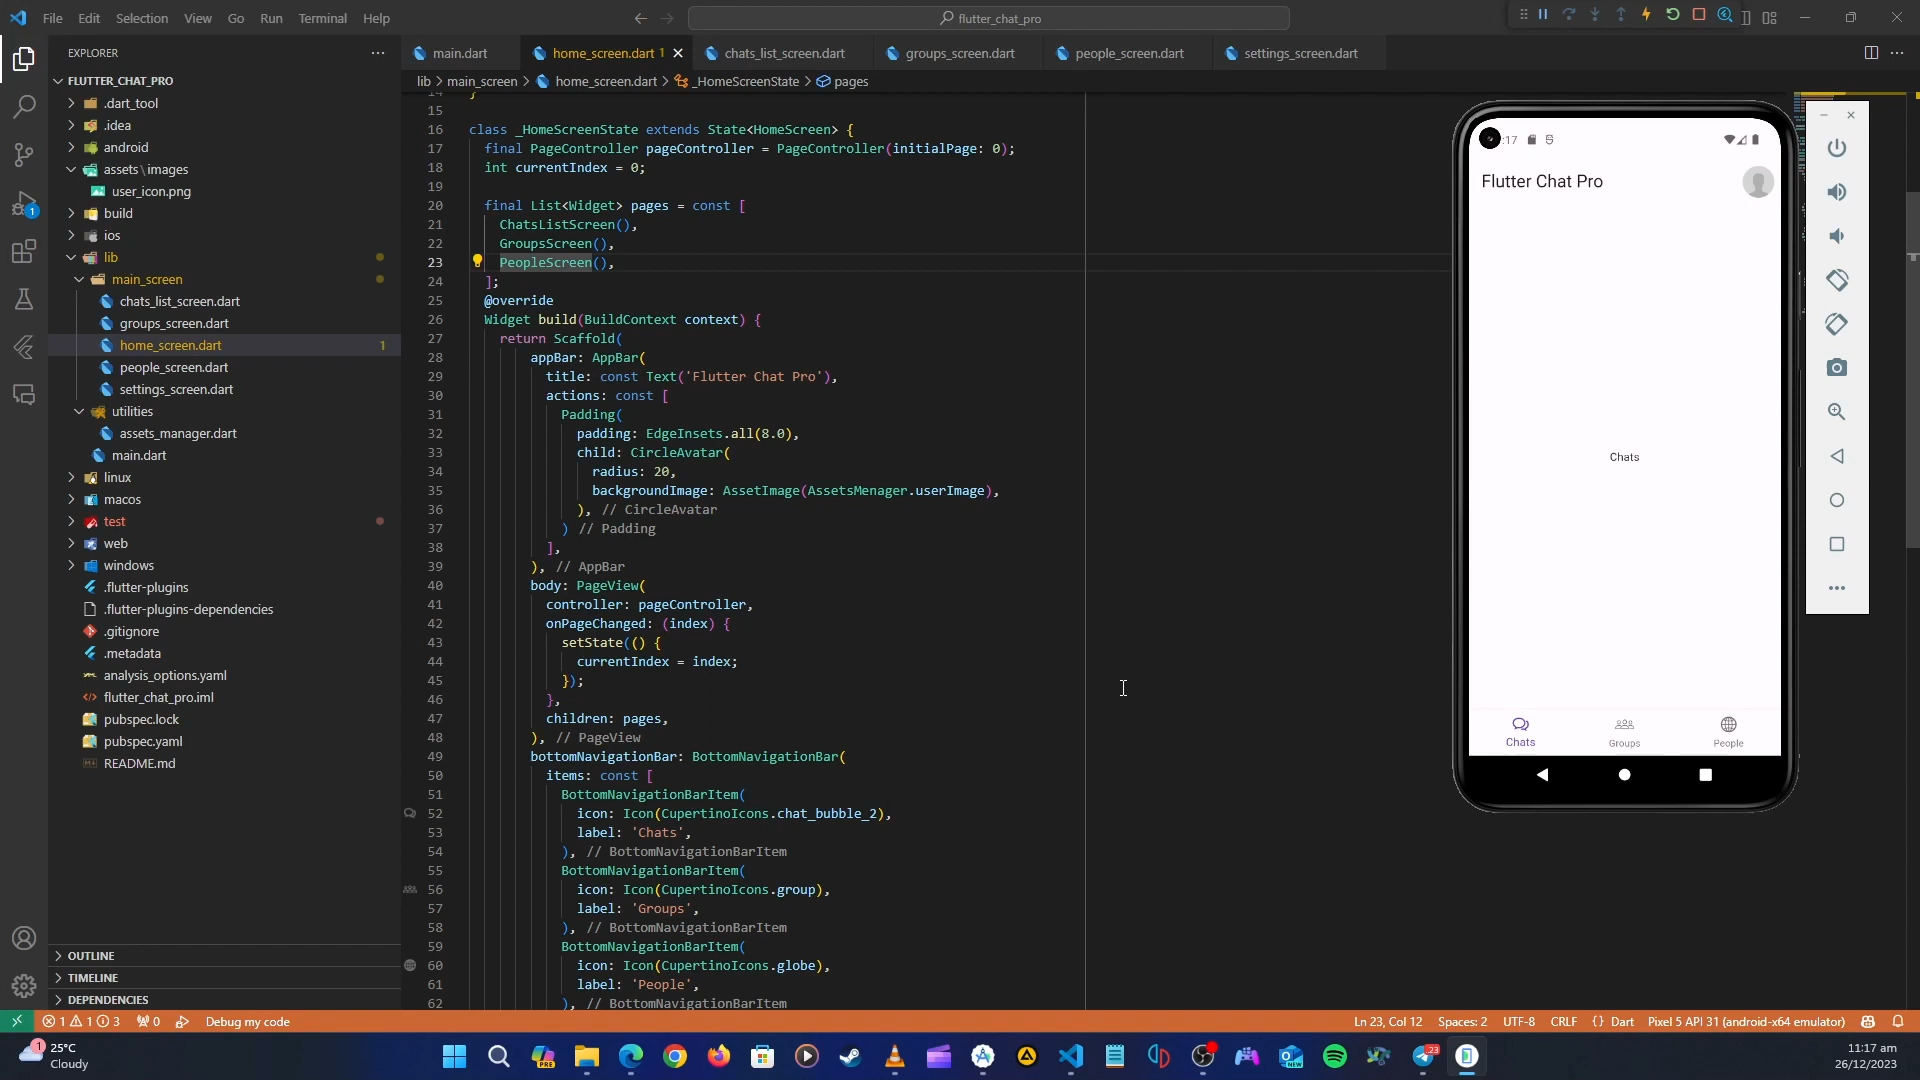 File Edit Selection View Go Run Terminal Help
flutter_chat_pro
EXPLORER
FLUTTER_CHAT_PRO
.dart_tool
.idea
android
assets\images
user_icon.png
build
ios
lib
main_screen
chats_list_screen.dart
groups_screen.dart
home_screen.dart 1
people_screen.dart
settings_screen.dart
utilities
assets_manager.dart
main.dart
linux
macos
test
web
windows
.flutter-plugins
.flutter-plugins-dependencies
.gitignore
.metadata
analysis_options.yaml
flutter_chat_pro.iml
pubspec.lock
pubspec.yaml
README.md
OUTLINE
TIMELINE
DEPENDENCIES
1
main.dart home_screen.dart 1 chats_list_screen.dart groups_screen.dart people_screen.dart settings_screen.dart
lib > main_screen > home_screen.dart > _HomeScreenState > pages
14 }
15
16 class _HomeScreenState extends State<HomeScreen> {
17 final PageController pageController = PageController(initialPage: 0);
18 int currentIndex = 0;
19
20 final List<Widget> pages = const [
21 ChatsListScreen(),
22 GroupsScreen(),
23 PeopleScreen(),
24 ];
25 @override
26 Widget build(BuildContext context) {
27 return Scaffold(
28 appBar: AppBar(
29 title: const Text('Flutter Chat Pro'),
30 actions: const [
31 Padding(
32 padding: EdgeInsets.all(8.0),
33 child: CircleAvatar(
34 radius: 20,
35 backgroundImage: AssetImage(AssetsMenager.userImage),
36 ), // CircleAvatar
37 ) // Padding
38 ],
39 ), // AppBar
40 body: PageView(
41 controller: pageController,
42 onPageChanged: (index) {
43 setState(() {
44 currentIndex = index;
45 });
46 },
47 children: pages,
48 ), // PageView
49 bottomNavigationBar: BottomNavigationBar(
50 items: const [
51 BottomNavigationBarItem(
52 icon: Icon(CupertinoIcons.chat_bubble_2),
53 label: 'Chats',
54 ), // BottomNavigationBarItem
55 BottomNavigationBarItem(
56 icon: Icon(CupertinoIcons.group),
57 label: 'Groups',
58 ), // BottomNavigationBarItem
59 BottomNavigationBarItem(
60 icon: Icon(CupertinoIcons.globe),
61 label: 'People',
62 ), // BottomNavigationBarItem
:17
Flutter Chat Pro
Chats
Chats Groups People
1 1 3 0 Debug my code
Ln 23, Col 12 Spaces: 2 UTF-8 CRLF {} Dart Pixel 5 API 31 (android-x64 emulator)
1 25°C
Cloudy
PRE
NEW
23
11:17 am
26/12/2023